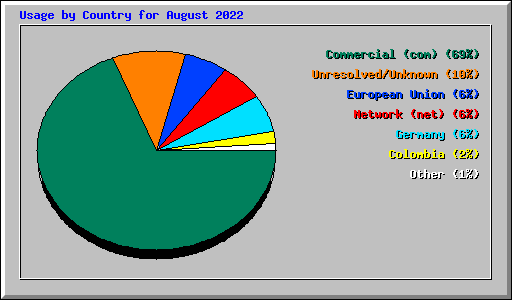 Usage by Country for August 2022
Commercial (com) (69%)
Unresolved/Unknown (10%)
European Union (6%)
Network (net) (6%)
Germany (6%)
Colombia (2%)
Other (1%)